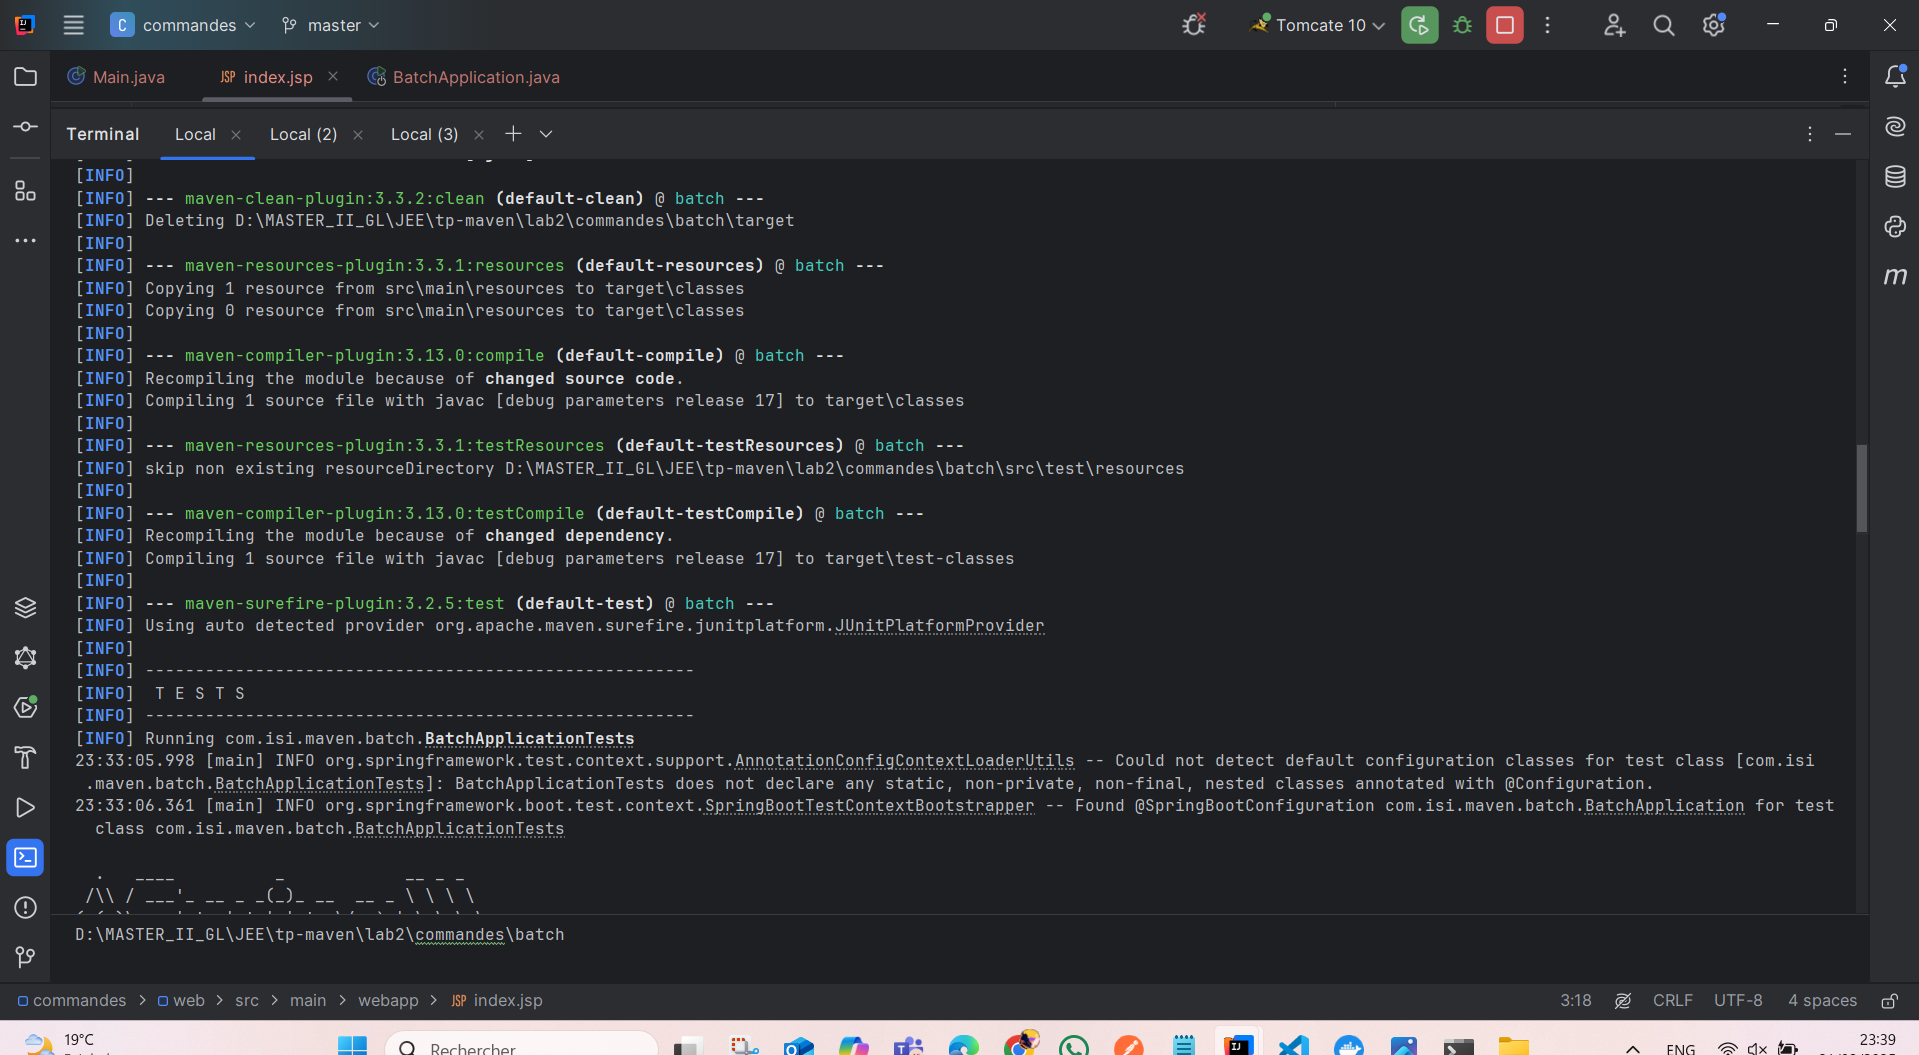 C commandes master Tomcate 10
Main.java JSP index.jsp BatchApplication.java
Terminal Local Local (2) Local (3)
[INFO]
[INFO] --- maven-clean-plugin:3.3.2:clean (default-clean) @ batch ---
[INFO] Deleting D:\MASTER_II_GL\JEE\tp-maven\lab2\commandes\batch\target
[INFO]
[INFO] --- maven-resources-plugin:3.3.1:resources (default-resources) @ batch ---
[INFO] Copying 1 resource from src\main\resources to target\classes
[INFO] Copying 0 resource from src\main\resources to target\classes
[INFO]
[INFO] --- maven-compiler-plugin:3.13.0:compile (default-compile) @ batch ---
[INFO] Recompiling the module because of changed source code.
[INFO] Compiling 1 source file with javac [debug parameters release 17] to target\classes
[INFO]
[INFO] --- maven-resources-plugin:3.3.1:testResources (default-testResources) @ batch ---
[INFO] skip non existing resourceDirectory D:\MASTER_II_GL\JEE\tp-maven\lab2\commandes\batch\src\test\resources
[INFO]
[INFO] --- maven-compiler-plugin:3.13.0:testCompile (default-testCompile) @ batch ---
[INFO] Recompiling the module because of changed dependency.
[INFO] Compiling 1 source file with javac [debug parameters release 17] to target\test-classes
[INFO]
[INFO] --- maven-surefire-plugin:3.2.5:test (default-test) @ batch ---
[INFO] Using auto detected provider org.apache.maven.surefire.junitplatform.JUnitPlatformProvider
[INFO]
[INFO] -------------------------------------------------------
[INFO]  T E S T S
[INFO] -------------------------------------------------------
[INFO] Running com.isi.maven.batch.BatchApplicationTests
23:33:05.998 [main] INFO org.springframework.test.context.support.AnnotationConfigContextLoaderUtils -- Could not detect default configuration classes for test class [com.isi
.maven.batch.BatchApplicationTests]: BatchApplicationTests does not declare any static, non-private, non-final, nested classes annotated with @Configuration.
23:33:06.361 [main] INFO org.springframework.boot.test.context.SpringBootTestContextBootstrapper -- Found @SpringBootConfiguration com.isi.maven.batch.BatchApplication for test
class com.isi.maven.batch.BatchApplicationTests
D:\MASTER_II_GL\JEE\tp-maven\lab2\commandes\batch
commandes > web > src > main > webapp > JSP index.jsp 3:18 CRLF UTF-8 4 spaces
19°C
Rechercher
ENG
23:39